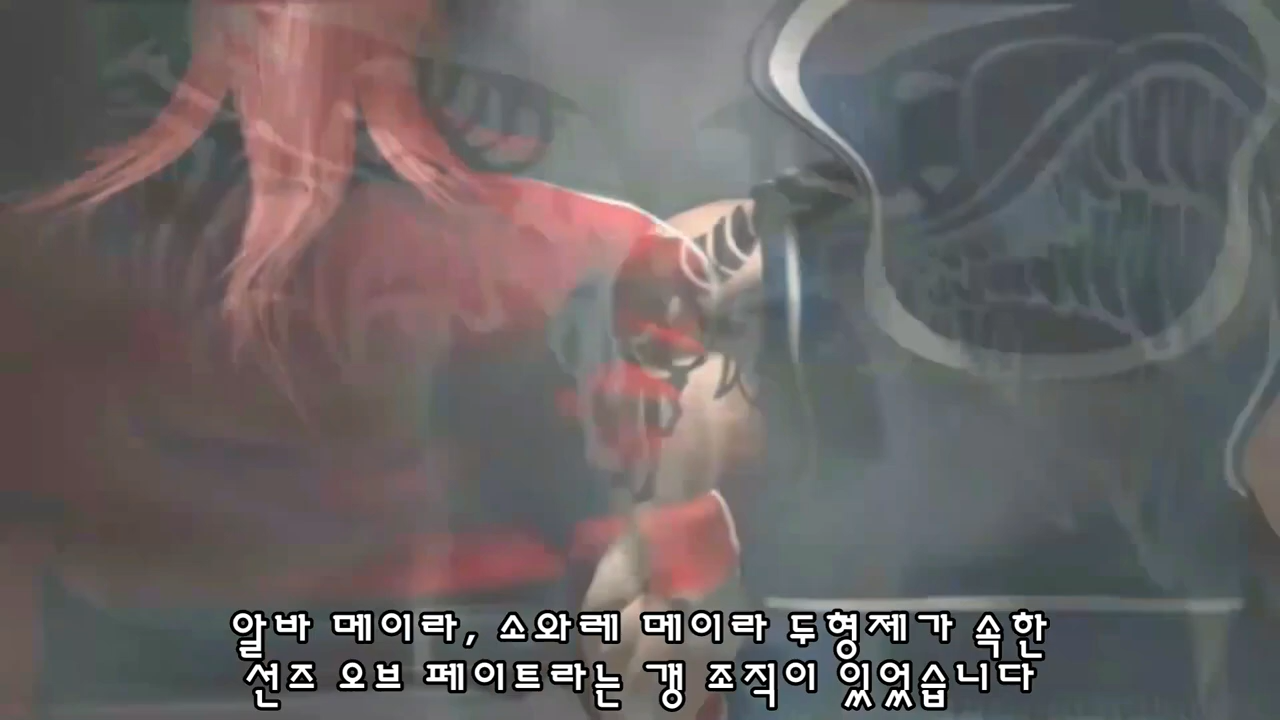 알바 메이라, 소와레 메이라 두형제가 속한
선즈 오브 페이트라는 갱 조직이 있었습니다